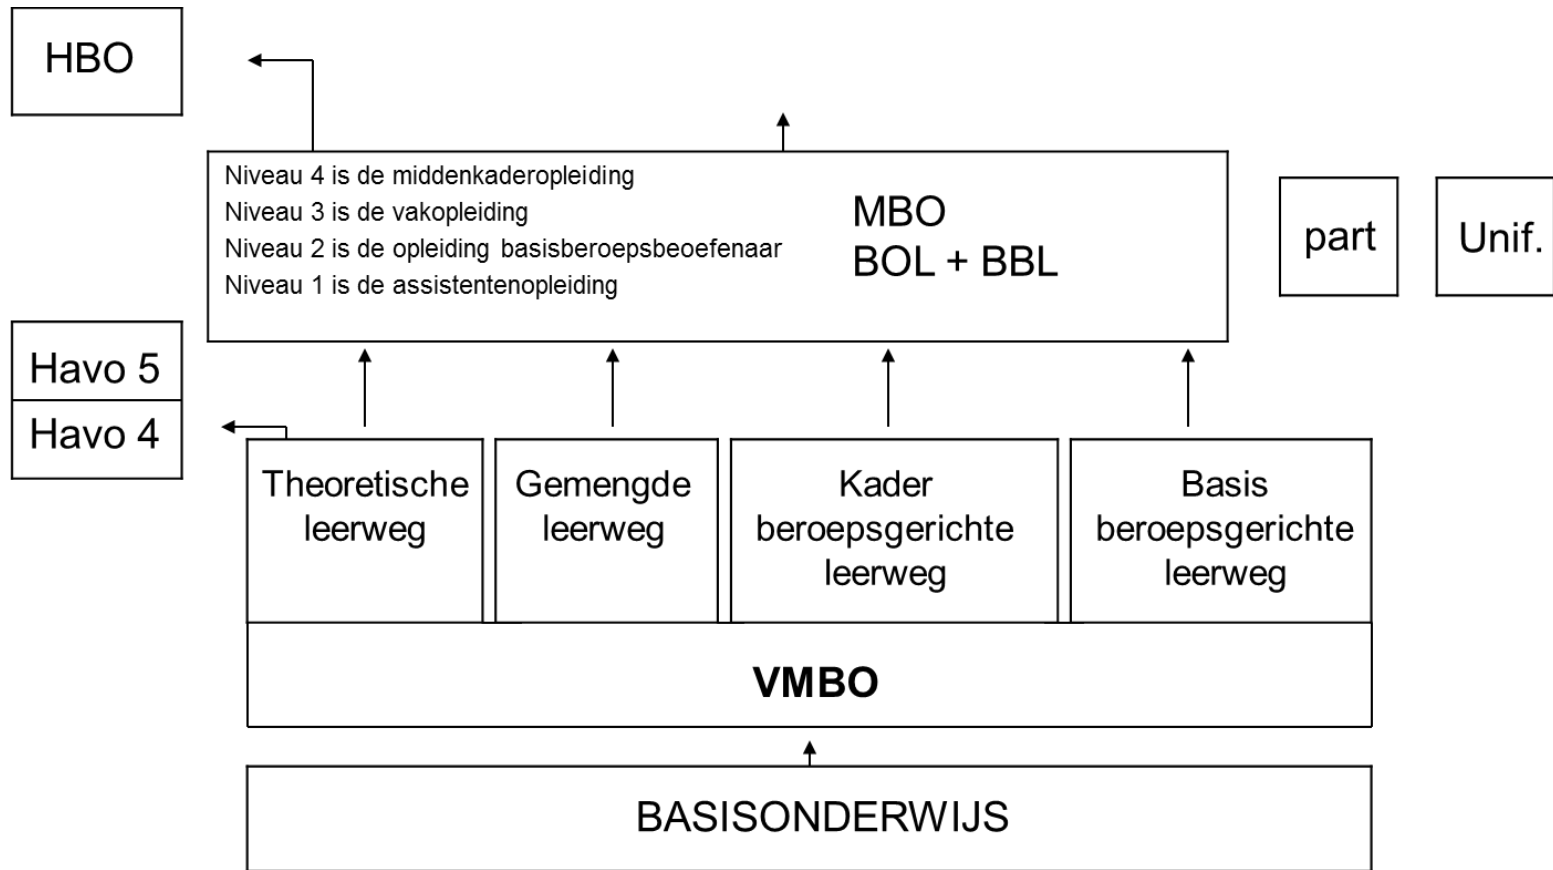 HBO
Niveau 4 is de middenkaderopleiding
Niveau 3 is de vakopleiding
Niveau 2 is de opleiding basisberoepsbeoefenaar
Niveau 1 is de assistentenopleiding
MBO
BOL + BBL
part
Unif.
Havo 5
Havo 4
Theoretische
leerweg
Gemengde
leerweg
Kader
beroepsgerichte
leerweg
Basis
beroepsgerichte
leerweg
VMBO
BASISONDERWIJS